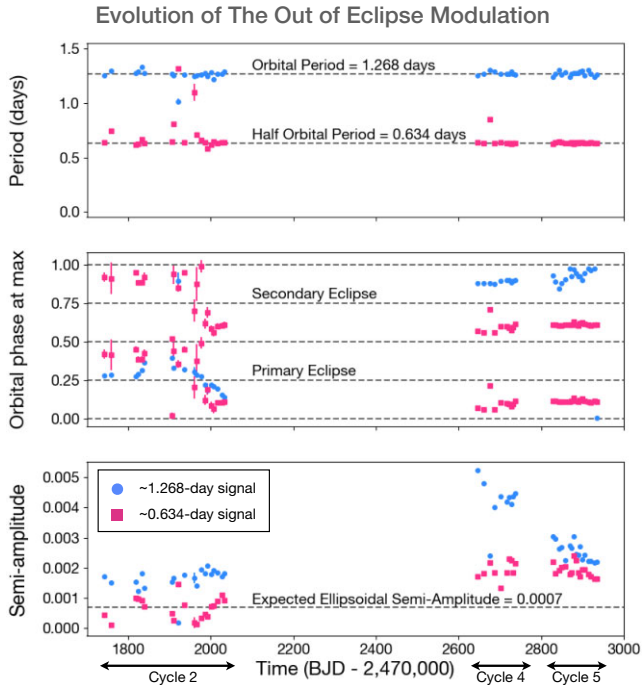 Evolution of The Out of Eclipse Modulation
Period (days)
1.5
1.0
0.5
0.0
Orbital Period = 1.268 days
Half Orbital Period = 0.634 days
Orbital phase at max
1.00
0.75
0.50
0.25
0.00
Secondary Eclipse
Primary Eclipse
Semi-amplitude
0.005
0.004
0.003
0.002
0.001
0.000
~1.268-day signal
~0.634-day signal
Expected Ellipsoidal Semi-Amplitude = 0.0007
1800 2000 2200 2400 2600 2800 3000
Time (BJD - 2,470,000)
Cycle 2 Cycle 4 Cycle 5